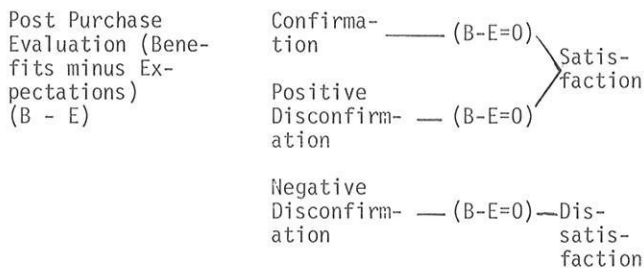 Post Purchase
Evaluation (Bene-
fits minus Ex-
pectations)
(B - E)
Confirma-
tion
(B-E=0)
Satis-
faction
Positive
Disconfirm-
ation
(B-E=0)
Negative
Disconfirm-
ation
(B-E=0)
Dis-
satis-
faction